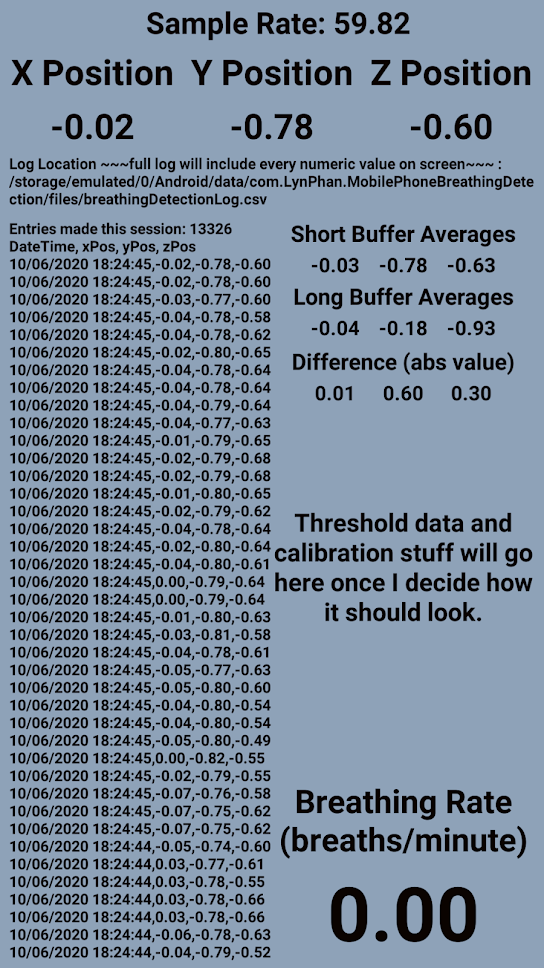 Sample Rate: 59.82
X Position Y Position Z Position
-0.02 -0.78 -0.60
Log Location ~~~full log will include every numeric value on screen~~~ :
/storage/emulated/0/Android/data/com.LynPhan.MobilePhoneBreathingDete
ction/files/breathingDetectionLog.csv
Entries made this session: 13326
DateTime, xPos, yPos, zPos
10/06/2020 18:24:45,-0.02,-0.78,-0.60
10/06/2020 18:24:45,-0.02,-0.78,-0.60
10/06/2020 18:24:45,-0.03,-0.77,-0.60
10/06/2020 18:24:45,-0.04,-0.78,-0.58
10/06/2020 18:24:45,-0.04,-0.78,-0.62
10/06/2020 18:24:45,-0.02,-0.80,-0.65
10/06/2020 18:24:45,-0.04,-0.78,-0.64
10/06/2020 18:24:45,-0.04,-0.78,-0.64
10/06/2020 18:24:45,-0.04,-0.79,-0.64
10/06/2020 18:24:45,-0.04,-0.77,-0.63
10/06/2020 18:24:45,-0.01,-0.79,-0.65
10/06/2020 18:24:45,-0.02,-0.79,-0.68
10/06/2020 18:24:45,-0.02,-0.79,-0.68
10/06/2020 18:24:45,-0.01,-0.80,-0.65
10/06/2020 18:24:45,-0.02,-0.79,-0.62
10/06/2020 18:24:45,-0.04,-0.78,-0.64
10/06/2020 18:24:45,-0.02,-0.80,-0.64
10/06/2020 18:24:45,-0.04,-0.80,-0.61
10/06/2020 18:24:45,0.00,-0.79,-0.64
10/06/2020 18:24:45,0.00,-0.79,-0.64
10/06/2020 18:24:45,-0.01,-0.80,-0.63
10/06/2020 18:24:45,-0.03,-0.81,-0.58
10/06/2020 18:24:45,-0.04,-0.78,-0.61
10/06/2020 18:24:45,-0.05,-0.77,-0.63
10/06/2020 18:24:45,-0.05,-0.80,-0.60
10/06/2020 18:24:45,-0.04,-0.80,-0.54
10/06/2020 18:24:45,-0.04,-0.80,-0.54
10/06/2020 18:24:45,-0.05,-0.80,-0.49
10/06/2020 18:24:45,0.00,-0.82,-0.55
10/06/2020 18:24:45,-0.02,-0.79,-0.55
10/06/2020 18:24:45,-0.07,-0.76,-0.58
10/06/2020 18:24:45,-0.07,-0.75,-0.62
10/06/2020 18:24:45,-0.07,-0.75,-0.62
10/06/2020 18:24:44,-0.05,-0.74,-0.60
10/06/2020 18:24:44,0.03,-0.77,-0.61
10/06/2020 18:24:44,0.03,-0.78,-0.55
10/06/2020 18:24:44,0.03,-0.78,-0.66
10/06/2020 18:24:44,0.03,-0.78,-0.66
10/06/2020 18:24:44,-0.06,-0.78,-0.63
10/06/2020 18:24:44,-0.04,-0.79,-0.52
Short Buffer Averages
-0.03 -0.78 -0.63
Long Buffer Averages
-0.04 -0.18 -0.93
Difference (abs value)
0.01 0.60 0.30
Threshold data and
calibration stuff will go
here once I decide how
it should look.
Breathing Rate
(breaths/minute)
0.00